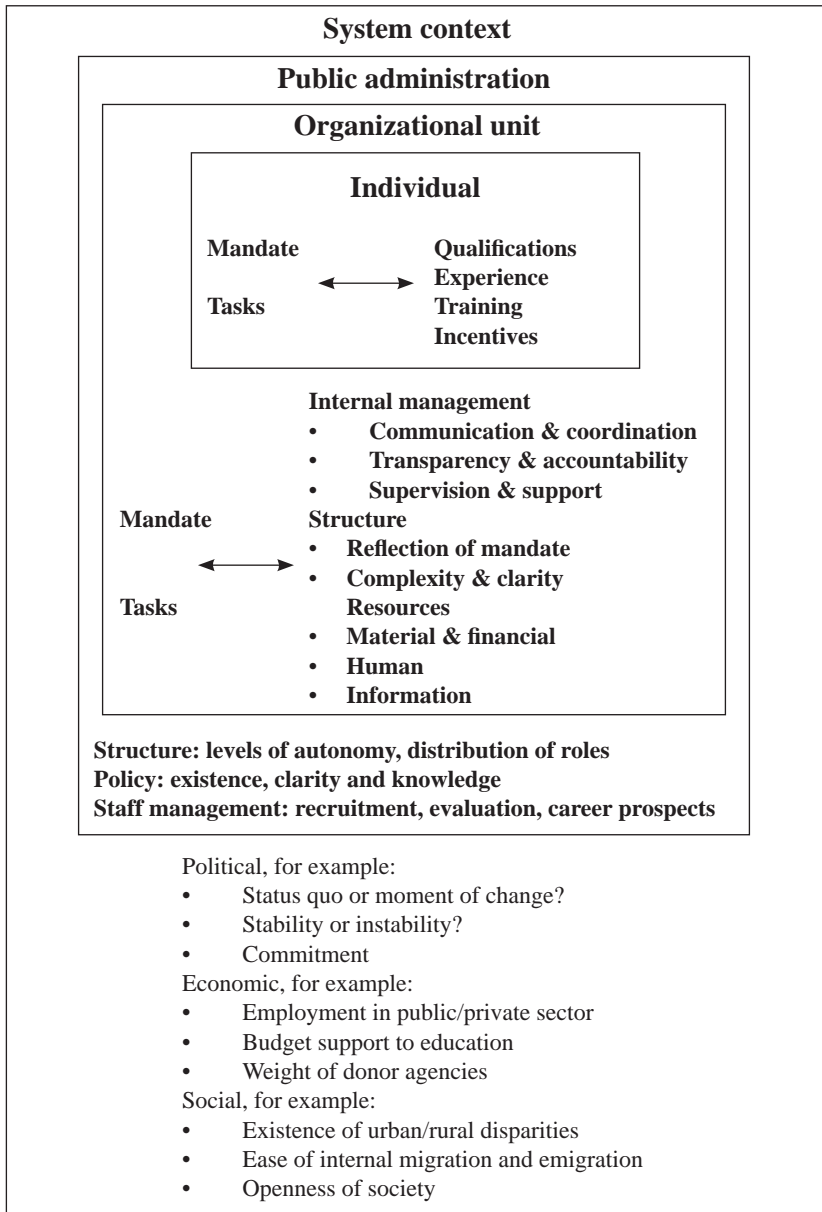 System context
Public administration
Organizational unit
Individual
Mandate
Tasks
Qualifications
Experience
Training
Incentives
Internal management
• Communication & coordination
• Transparency & accountability
• Supervision & support
Mandate
Tasks
Structure
• Reflection of mandate
• Complexity & clarity
Resources
• Material & financial
• Human
• Information
Structure: levels of autonomy, distribution of roles
Policy: existence, clarity and knowledge
Staff management: recruitment, evaluation, career prospects
Political, for example:
• Status quo or moment of change?
• Stability or instability?
• Commitment
Economic, for example:
• Employment in public/private sector
• Budget support to education
• Weight of donor agencies
Social, for example:
• Existence of urban/rural disparities
• Ease of internal migration and emigration
• Openness of society